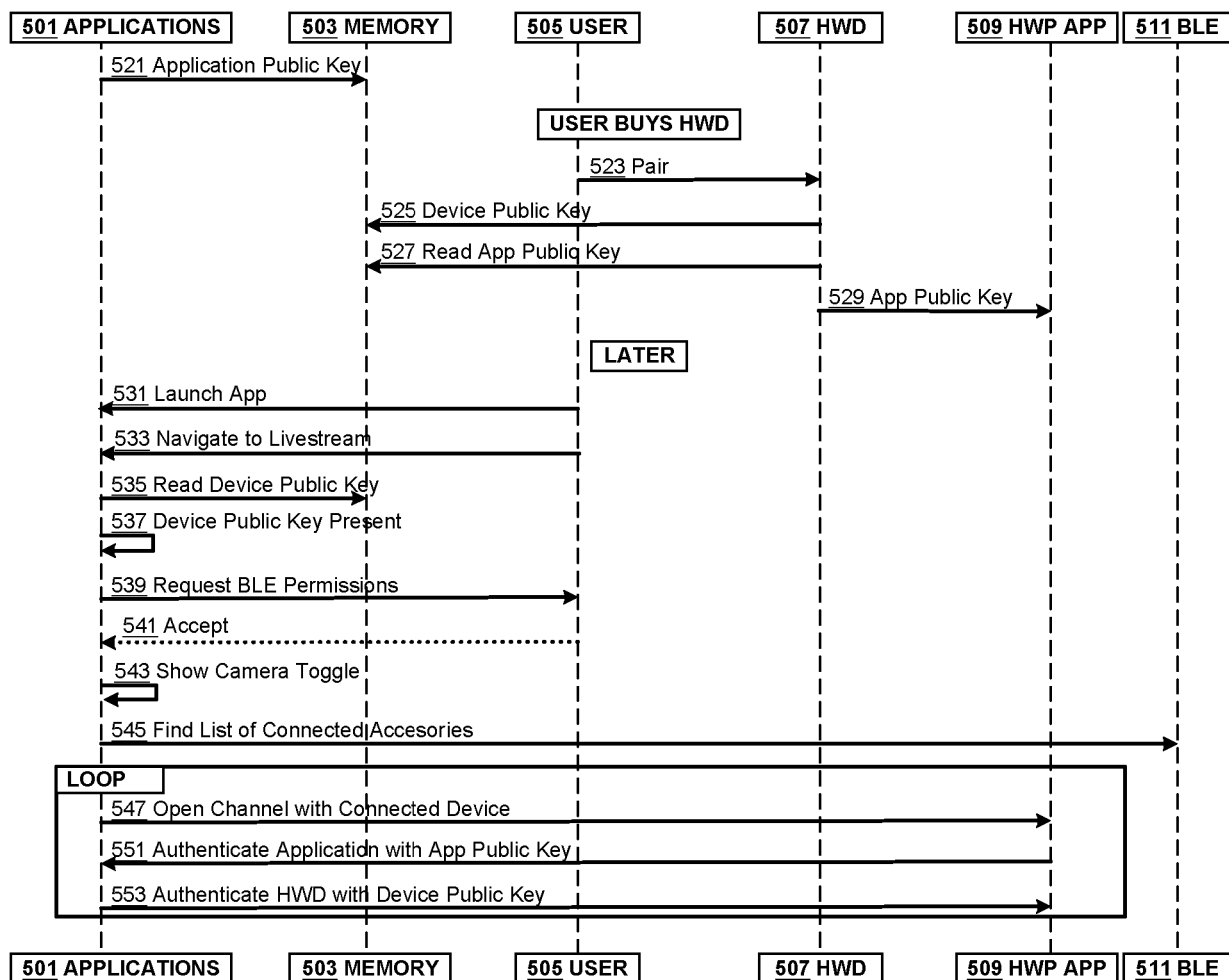 501 APPLICATIONS 503 MEMORY 505 USER 507 HWD 509 HWP APP 511 BLE
521 Application Public Key
USER BUYS HWD
523 Pair
525 Device Public Key
527 Read App Public Key
529 App Public Key
LATER
531 Launch App
533 Navigate to Livestream
535 Read Device Public Key
537 Device Public Key Present
539 Request BLE Permissions
541 Accept
543 Show Camera Toggle
545 Find List of Connected Accesories
LOOP
547 Open Channel with Connected Device
551 Authenticate Application with App Public Key
553 Authenticate HWD with Device Public Key
501 APPLICATIONS 503 MEMORY 505 USER 507 HWD 509 HWP APP 511 BLE